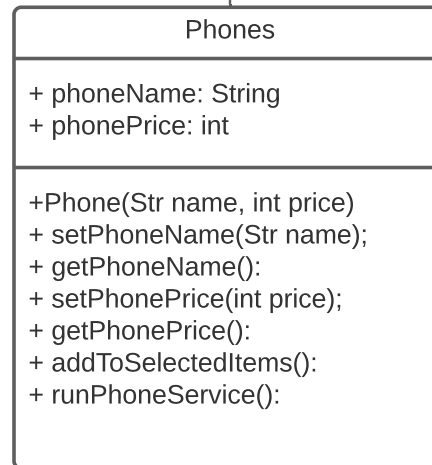 Phones
+ phoneName: String
+ phonePrice: int
+Phone(Str name, int price)
+ setPhoneName(Str name);
+ getPhoneName():
+ setPhonePrice(int price);
+ getPhonePrice():
+ addToSelectedItems():
+ runPhoneService():